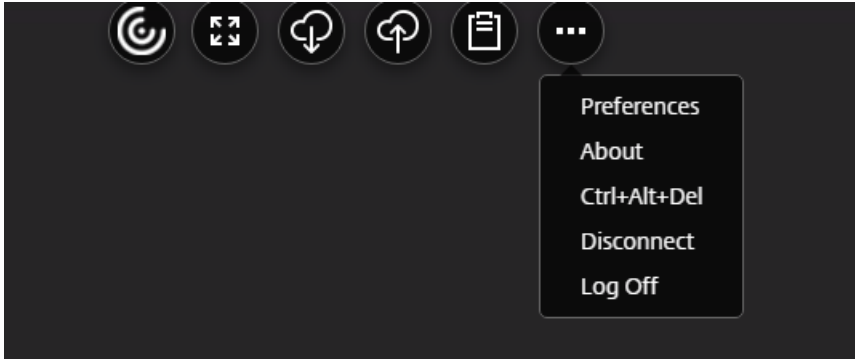 Preferences
About
Ctrl+Alt+Del
Disconnect
Log Off